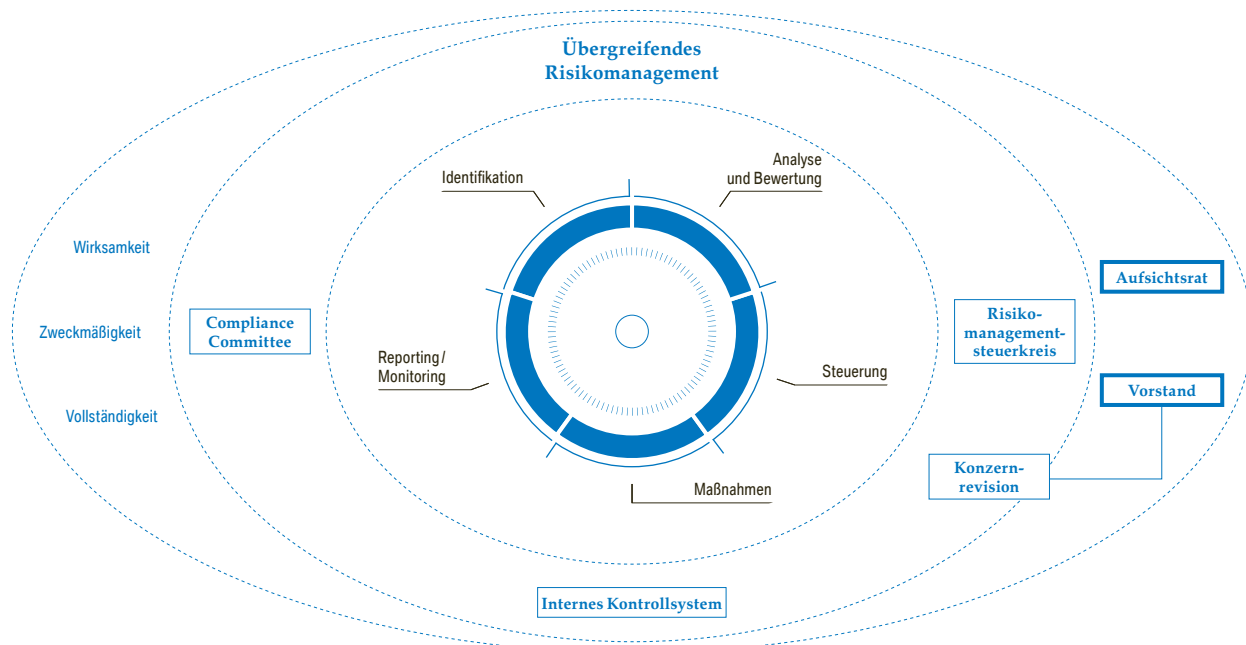 Übergreifendes
Risikomanagement
Identifikation
Analyse
und Bewertung
Wirksamkeit
Aufsichtsrat
Zweckmäßigkeit
Compliance
Committee
Risiko-
management-
steuerkreis
Reporting /
Monitoring
Steuerung
Vorstand
Vollständigkeit
Konzern-
revision
Maßnahmen
Internes Kontrollsystem